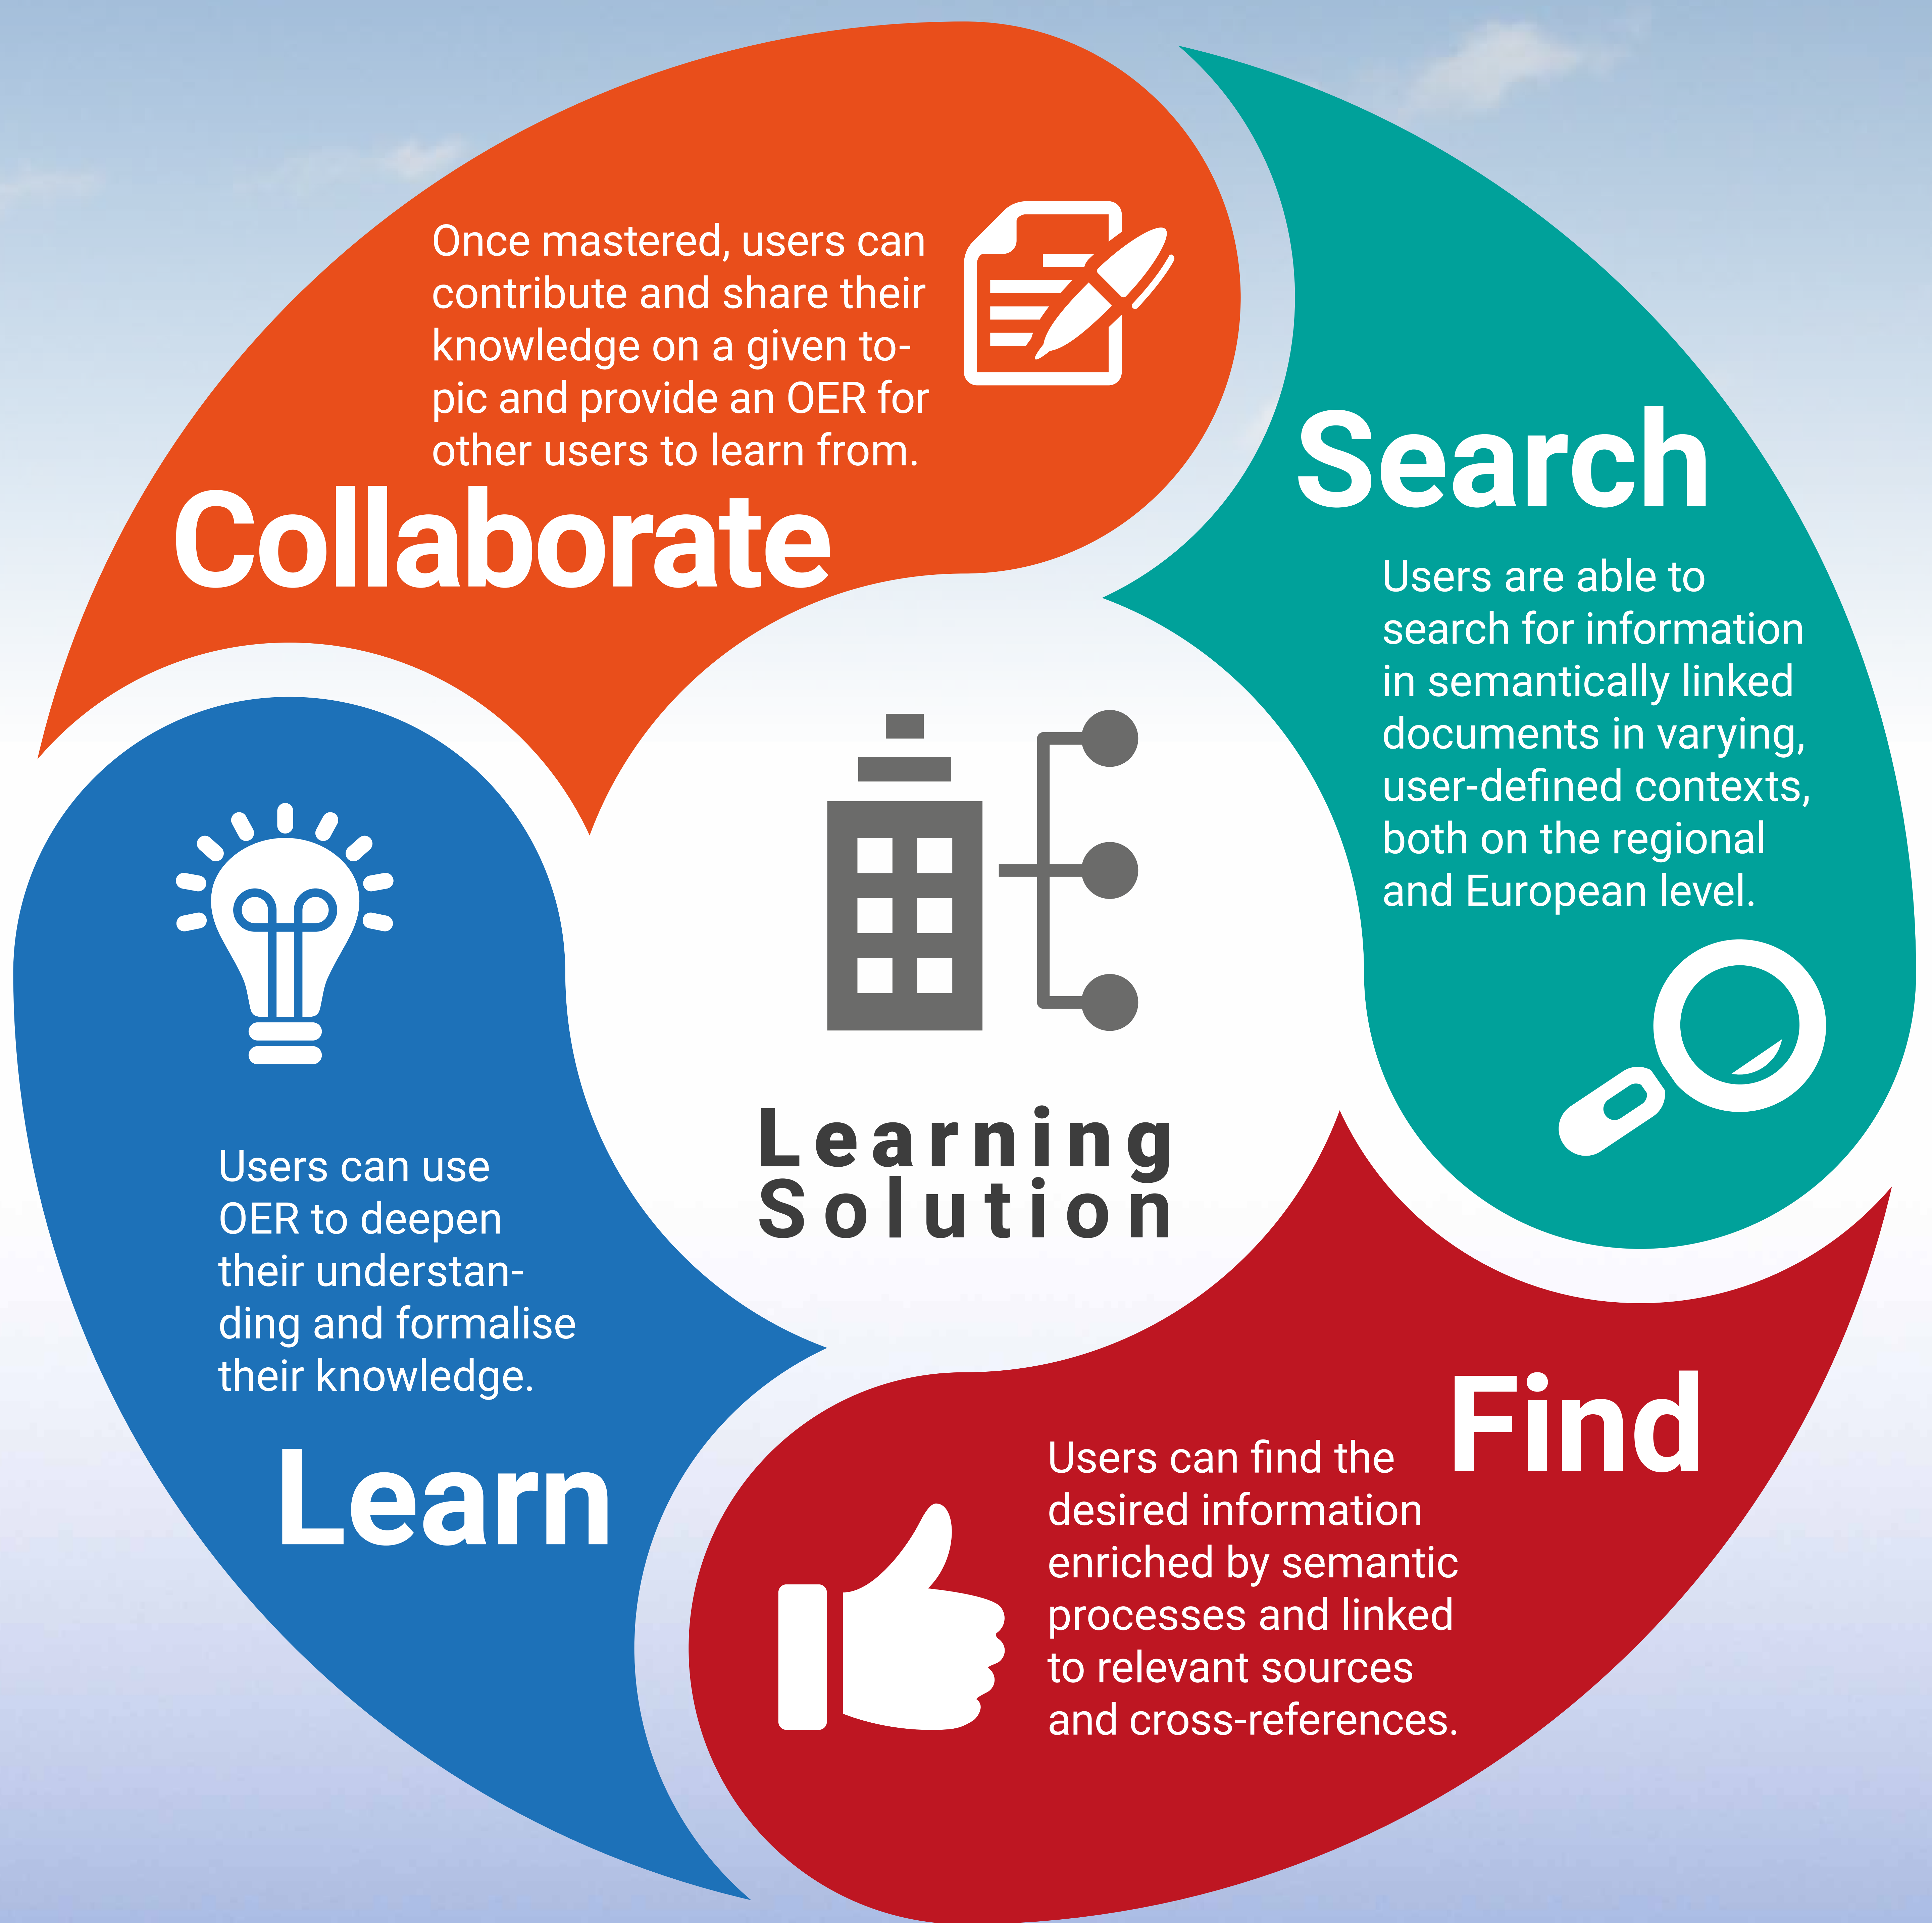 Once mastered, users can
contribute and share their
knowledge on a given to-
pic and provide an OER for
other users to learn from.
Collaborate
Search
Users are able to
search for information
in semantically linked
documents in varying,
user-defined contexts,
both on the regional
and European level.
Learning
Solution
Users can use
OER to deepen
their understan-
ding and formalise
their knowledge.
Learn
Find
Users can find the
desired information
enriched by semantic
processes and linked
to relevant sources
and cross-references.